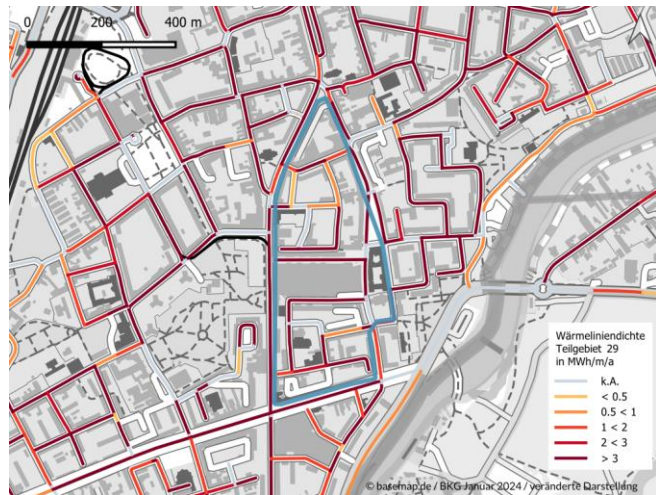 0 200 400 m
Wärmeliniendichte
Teilgebiet 29
in MWh/m/a
k.A.
< 0.5
0.5 < 1
1 < 2
2 < 3
> 3
© basemap.de / BKG Januar 2024 / veränderte Darstellung